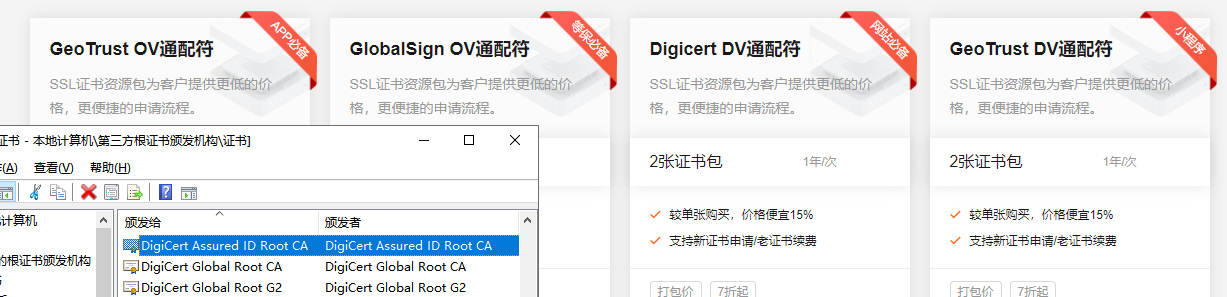 APP必备
等保必备
网站必备
小程序
GeoTrust OV通配符
GlobalSign OV通配符
Digicert DV通配符
GeoTrust DV通配符
SSL证书资源包为客户提供更低的价
格，更便捷的申请流程。
SSL证书资源包为客户提供更低的价
格，更便捷的申请流程。
SSL证书资源包为客户提供更低的价
格，更便捷的申请流程。
SSL证书资源包为客户提供更低的价
格，更便捷的申请流程。
2张证书包 1年/次
较单张购买，价格便宜15%
支持新证书申请/老证书续费
打包价 7折起
2张证书包 1年/次
较单张购买，价格便宜15%
支持新证书申请/老证书续费
打包价 7折起
证书 - 本地计算机\第三方根证书颁发机构\证书]
(A) 查看(V) 帮助(H)
计算机
的根证书颁发机构
颁发给 颁发者
DigiCert Assured ID Root CA DigiCert Assured ID Root CA
DigiCert Global Root CA DigiCert Global Root CA
DigiCert Global Root G2 DigiCert Global Root G2